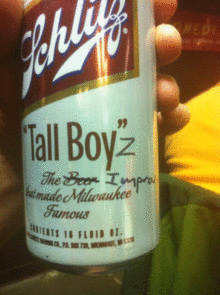 Schlitz
"Tall Boy"Z
The Beer Improv
that made Milwaukee
Famous
CONTENTS 16 FLUID OZ.